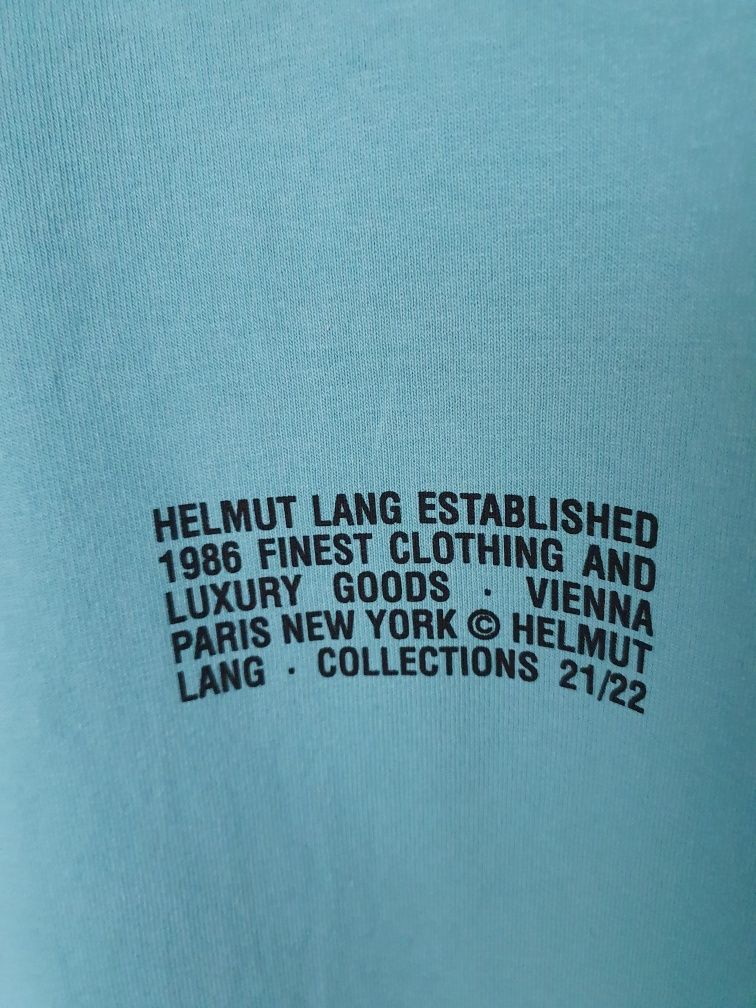 HELMUT LANG ESTABLISHED
1986 FINEST CLOTHING AND
LUXURY GOODS · VIENNA
PARIS NEW YORK © HELMUT
LANG · COLLECTIONS 21/22